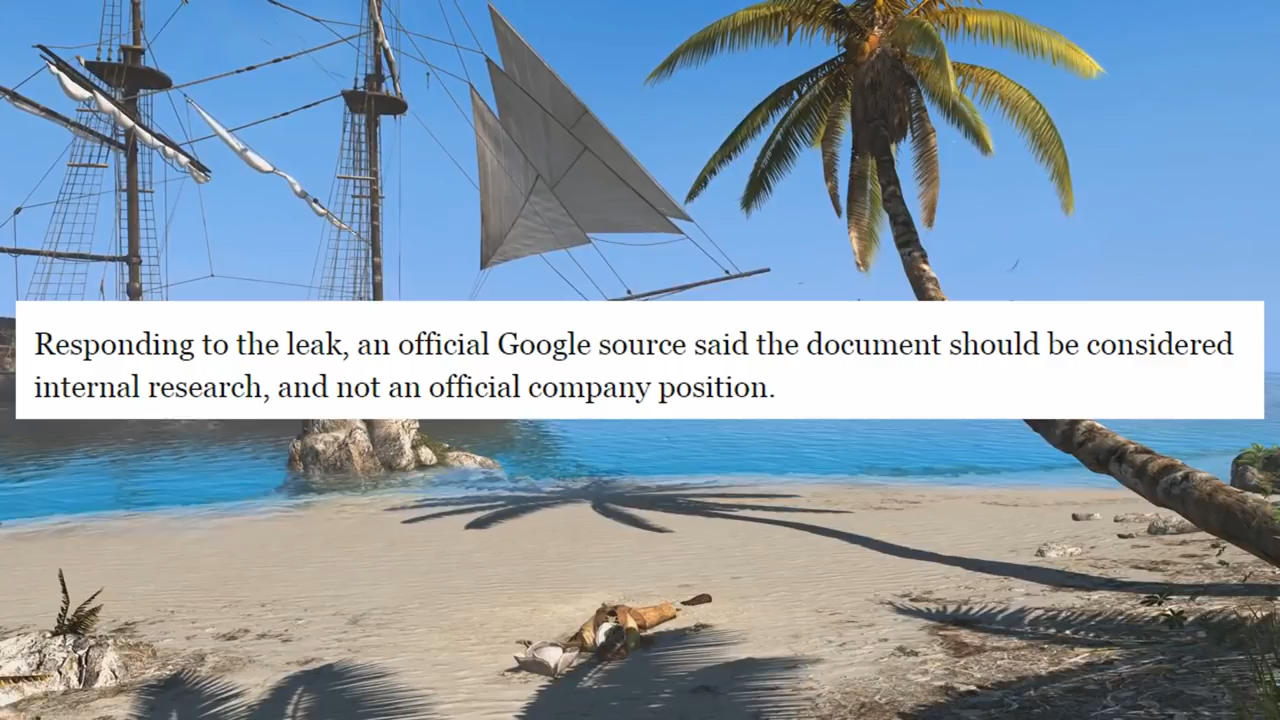 Responding to the leak, an official Google source said the document should be considered
internal research, and not an official company position.